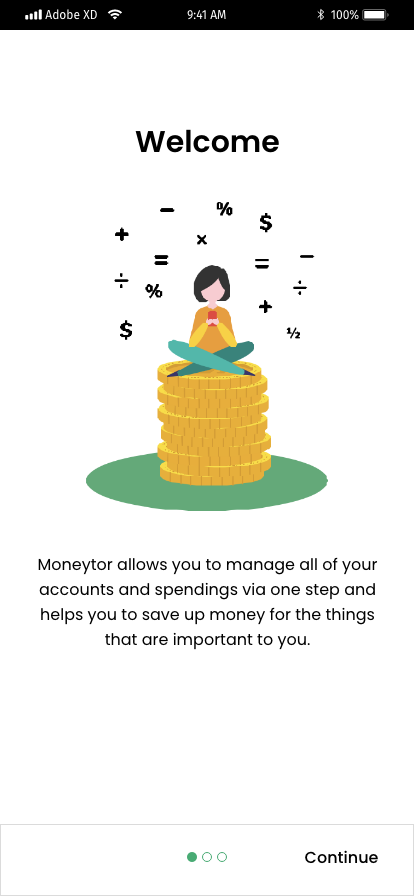 Adobe XD 9:41 AM 100%
Welcome
− % $
+ ×
= = −
÷ % ÷
+
$ ½
Moneytor allows you to manage all of your
accounts and spendings via one step and
helps you to save up money for the things
that are important to you.
Continue